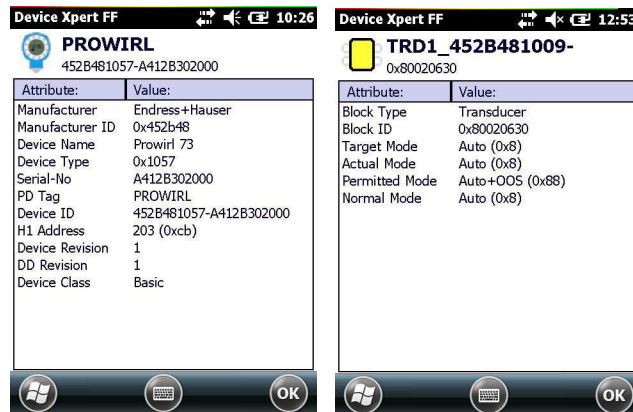 Device Xpert FF 10:26
PROWIRL
452B481057-A412B302000
Attribute: Value:
Manufacturer Endress+Hauser
Manufacturer ID 0x452b48
Device Name Prowirl 73
Device Type 0x1057
Serial-No A412B302000
PD Tag PROWIRL
Device ID 452B481057-A412B302000
H1 Address 203 (0xcb)
Device Revision 1
DD Revision 1
Device Class Basic
OK
Device Xpert FF 12:53
TRD1_452B481009-
0x80020630
Attribute: Value:
Block Type Transducer
Block ID 0x80020630
Target Mode Auto (0x8)
Actual Mode Auto (0x8)
Permitted Mode Auto+OOS (0x88)
Normal Mode Auto (0x8)
OK